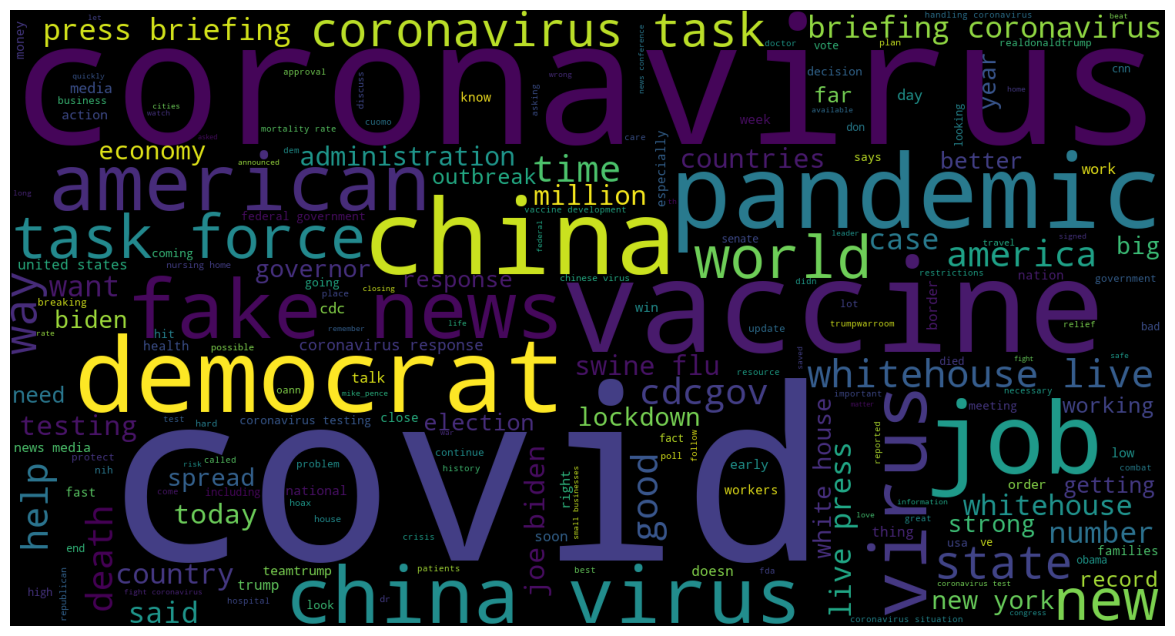 money
let
press briefing
coronavirus task
handling coronavirus
beat
briefing coronavirus
coronavirus
doctor
vote
plan
realdonaldtrump
news conference
quickly
media
business
action
cities
watch
approval
discuss
know
wrong
asking
decision
cnn
year
home
far
day
available
looking
don
week
care
cuomo
mortality rate
asked
dem
economy
announced
administration
outbreak
time
million
especially
countries
says
better
work
long
american
china
pandemic
vaccine development
federal
federal government
task force
coming
world
senate
leader
case
travel
signed
america
big
united states
nursing home
governor
going
response
chinese virus
didn
restrictions
nation
government
way
want
breaking
place
closing
fake news
cdc
remember
life
win
update
vaccine
lot
trumpwarroom
border
relief
bad
biden
rate
hit
health
possible
coronavirus response
democrat
oann
talk
mike_pence
swine flu
resource
saved
died
fight
safe
whitehouse live
important
necessary
need
cdcgov
testing
test
hard
coronavirus testing
close
election
lockdown
meeting
working
white house
virus
job
news media
protect
nih
risk
called
problem
continue
war
history
fact
poll
follow
right
early
reported
low
combat
help
fast
spread
come
including
national
hoax
house
small businesses
good
workers
live press
order
getting
information
whitehouse
today
covid
love
great
number
strong
thing
end
death
crisis
joe biden
soon
usa
ve
families
state
obama
high
republican
country
fight coronavirus
teamtrump
trump
patients
best
doesn
fda
coronavirus test
record
said
hospital
look
dr
china virus
new york
new
congress
coronavirus situation